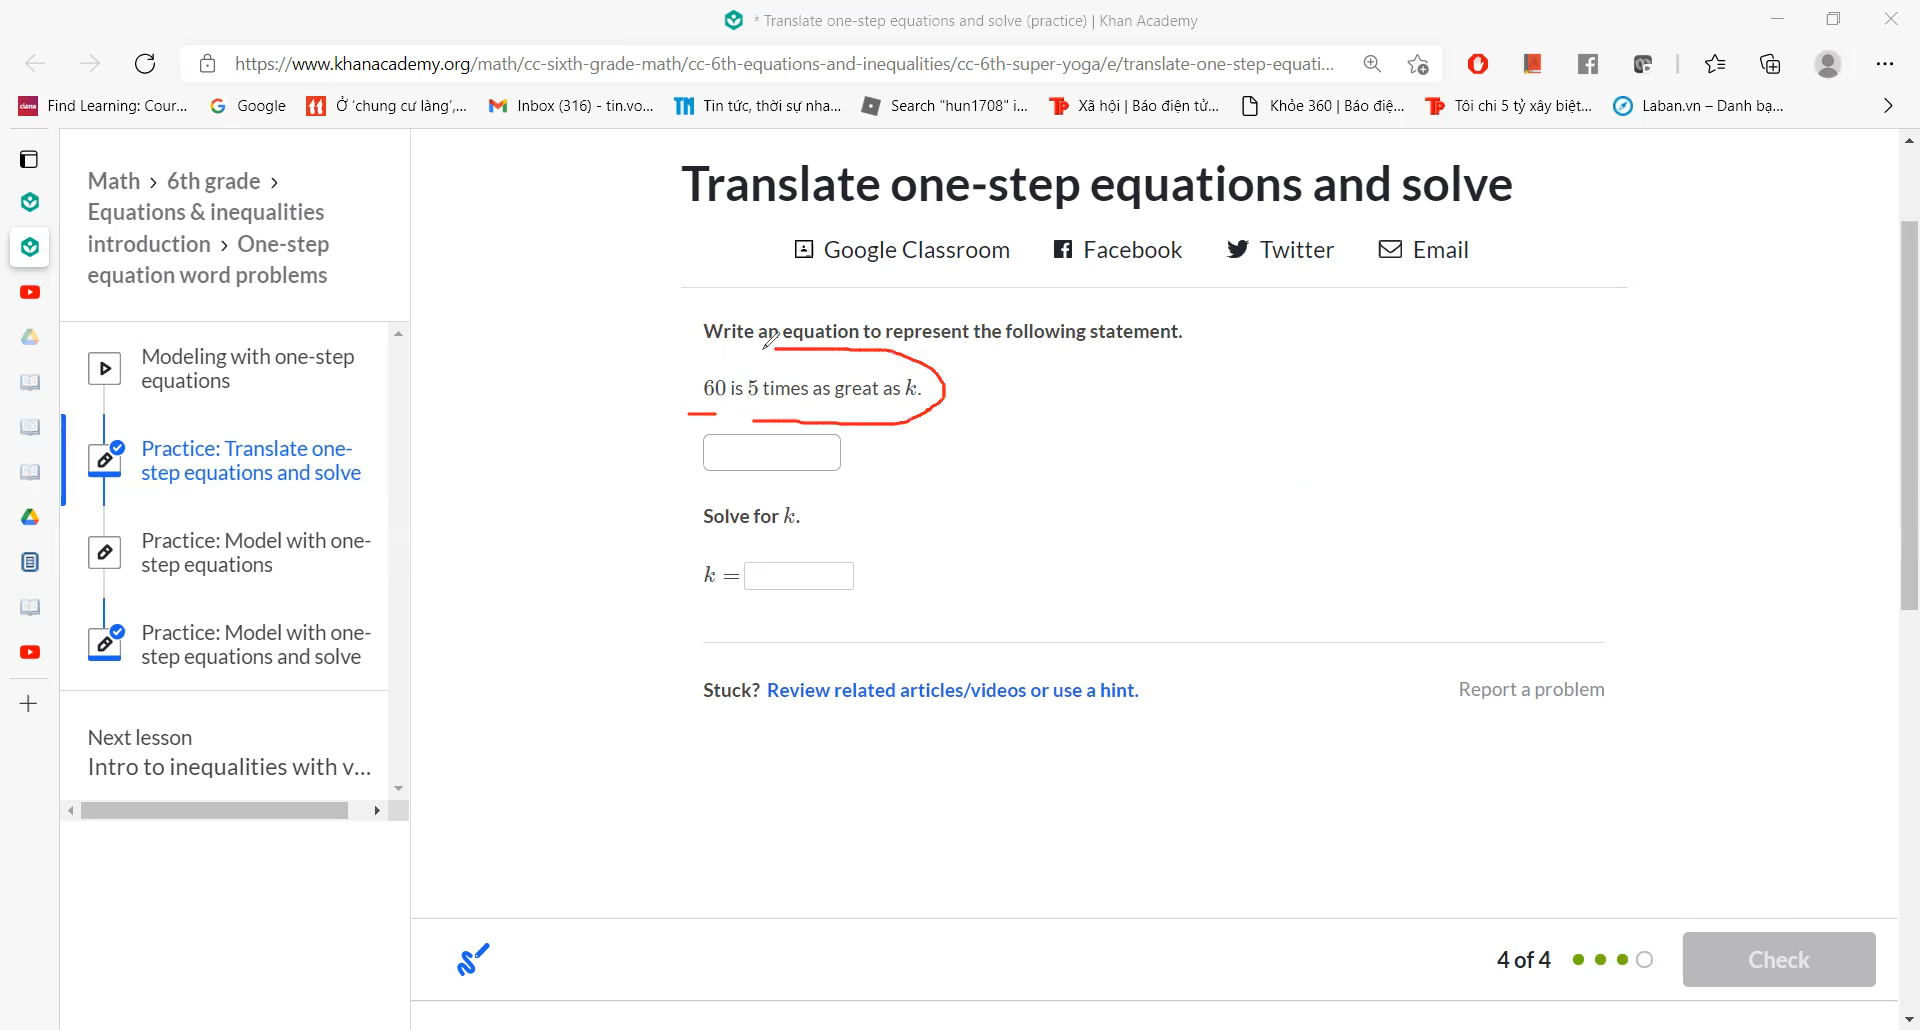 * Translate one-step equations and solve (practice) | Khan Academy
https://www.khanacademy.org/math/cc-sixth-grade-math/cc-6th-equations-and-inequalities/cc-6th-super-yoga/e/translate-one-step-equati...
Find Learning: Cour...
Google
Ở 'chung cư làng',...
Inbox (316) - tin.vo...
Tin tức, thời sự nha...
Search "hun1708" i...
Xã hội | Báo điện tử...
Khỏe 360 | Báo điệ...
Tôi chi 5 tỷ xây biệt...
Laban.vn – Danh bạ...
Math › 6th grade ›
Equations & inequalities
introduction › One-step
equation word problems
Modeling with one-step
equations
Practice: Translate one-
step equations and solve
Practice: Model with one-
step equations
Practice: Model with one-
step equations and solve
Next lesson
Intro to inequalities with v...
Translate one-step equations and solve
Google Classroom
Facebook
Twitter
Email
Write an equation to represent the following statement.
60 is 5 times as great as k.
Solve for k.
k =
Stuck? Review related articles/videos or use a hint.
Report a problem
4 of 4
Check